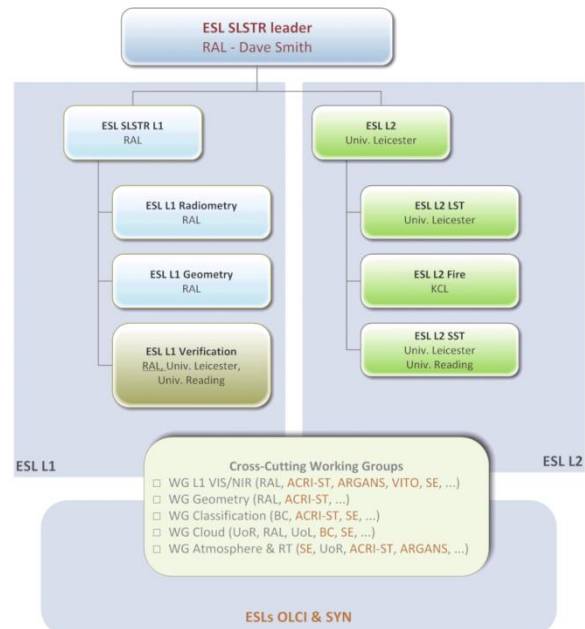 ESL SLSTR leader
RAL - Dave Smith
ESL SLSTR L1
RAL
ESL L1 Radiometry
RAL
ESL L1 Geometry
RAL
ESL L1 Verification
RAL, Univ. Leicester,
Univ. Reading
ESL L1
ESL L2
Univ. Leicester
ESL L2 LST
Univ. Leicester
ESL L2 Fire
KCL
ESL L2 SST
Univ. Leicester
Univ. Reading
ESL L2
Cross-Cutting Working Groups
□ WG L1 VIS/NIR (RAL, ACRI-ST, ARGANS, VITO, SE, ...)
□ WG Geometry (RAL, ACRI-ST, ...)
□ WG Classification (BC, ACRI-ST, SE, ...)
□ WG Cloud (UoR, RAL, UoL, BC, SE, ...)
□ WG Atmosphere & RT (SE, UoR, ACRI-ST, ARGANS, ...)
ESLs OLCI & SYN